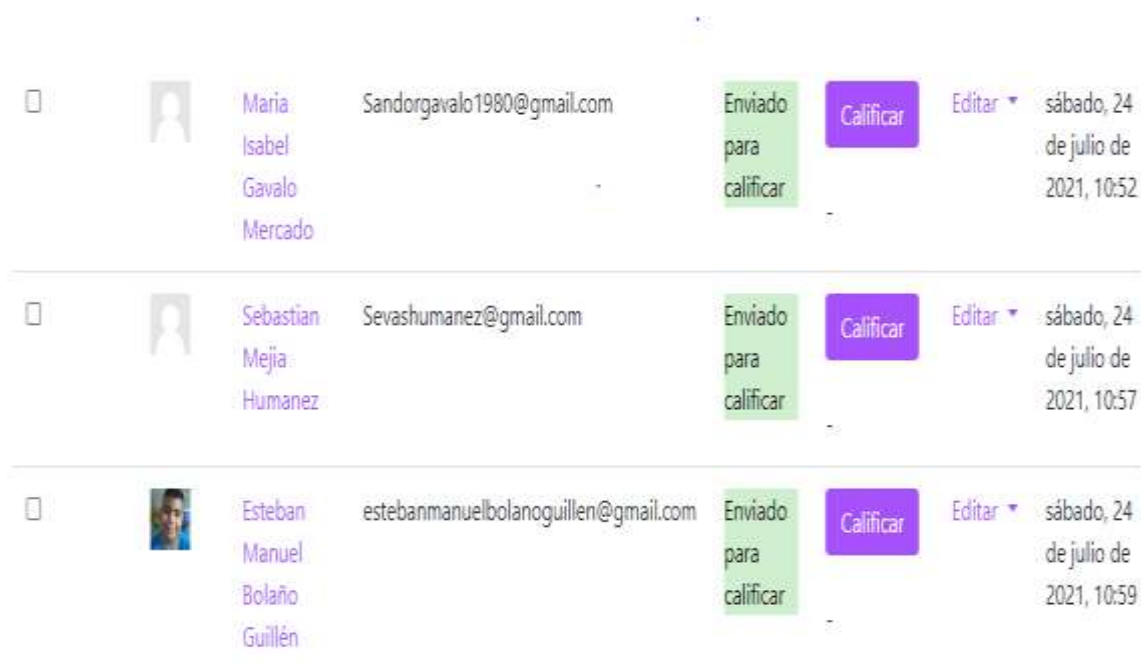 Maria Sandorgavalo1980@gmail.com Enviado Calificar Editar sábado, 24
Isabel para de julio de
Gavalo calificar 2021, 10:52
Mercado -
Sebastian Sevashumanez@gmail.com Enviado Calificar Editar sábado, 24
Mejia para de julio de
Humanez calificar 2021, 10:57
-
Esteban estebanmanuelbolanoguillen@gmail.com Enviado Calificar Editar sábado, 24
Manuel para de julio de
Bolaño calificar 2021, 10:59
Guillén -